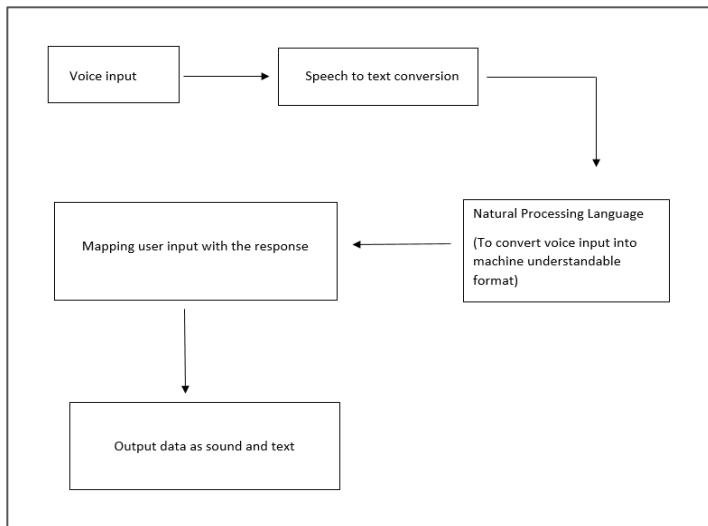 Voice input
Speech to text conversion
Natural Processing Language
(To convert voice input into
machine understandable
format)
Mapping user input with the response
Output data as sound and text